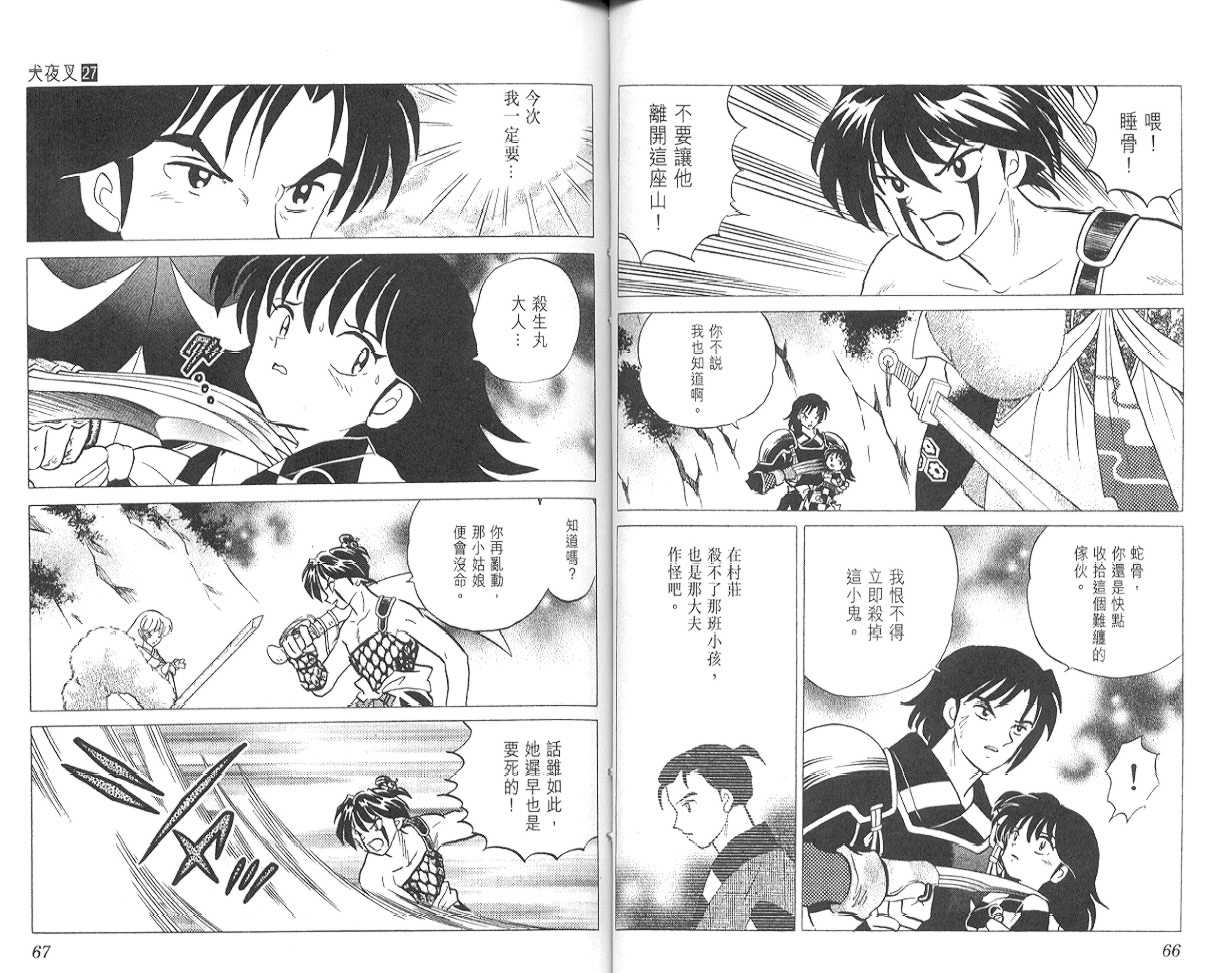 喂！
睡骨！
不要讓他
離開這座山！
你不說
我也知道啊。
蛇骨，
你還是快點
收拾這個難纏的
傢伙。
我恨不得
立即殺掉
這小鬼。
！
在村莊
殺不了那班小孩，
也是那大夫
作怪吧。
66
犬夜叉27
今次
我一定要…
殺生丸
大人…
知道嗎？
你再亂動，
那小姑娘
便會沒命。
話雖如此，
她遲早也是
要死的！
67